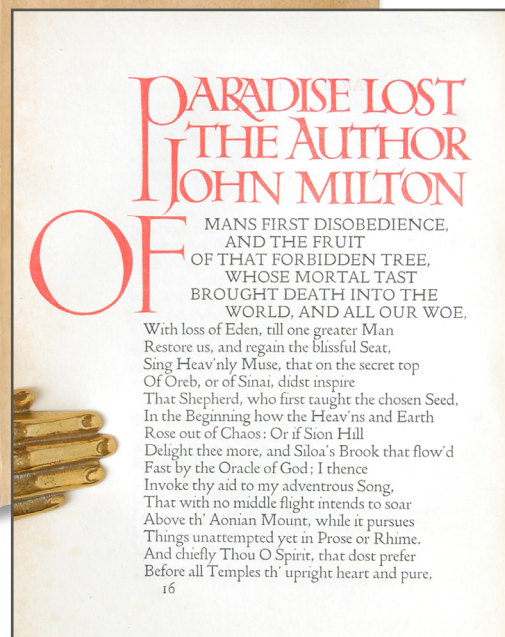 PARADISE LOST
THE AUTHOR
JOHN MILTON
OF MANS FIRST DISOBEDIENCE,
AND THE FRUIT
OF THAT FORBIDDEN TREE,
WHOSE MORTAL TAST
BROUGHT DEATH INTO THE
WORLD, AND ALL OUR WOE,
With loss of Eden, till one greater Man
Restore us, and regain the blissful Seat,
Sing Heav'nly Muse, that on the secret top
Of Oreb, or of Sinai, didst inspire
That Shepherd, who first taught the chosen Seed,
In the Beginning how the Heav'ns and Earth
Rose out of Chaos: Or if Sion Hill
Delight thee more, and Siloa's Brook that flow'd
Fast by the Oracle of God; I thence
Invoke thy aid to my adventrous Song,
That with no middle flight intends to soar
Above th' Aonian Mount, while it pursues
Things unattempted yet in Prose or Rhime.
And chiefly Thou O Spirit, that dost prefer
Before all Temples th' upright heart and pure,
16